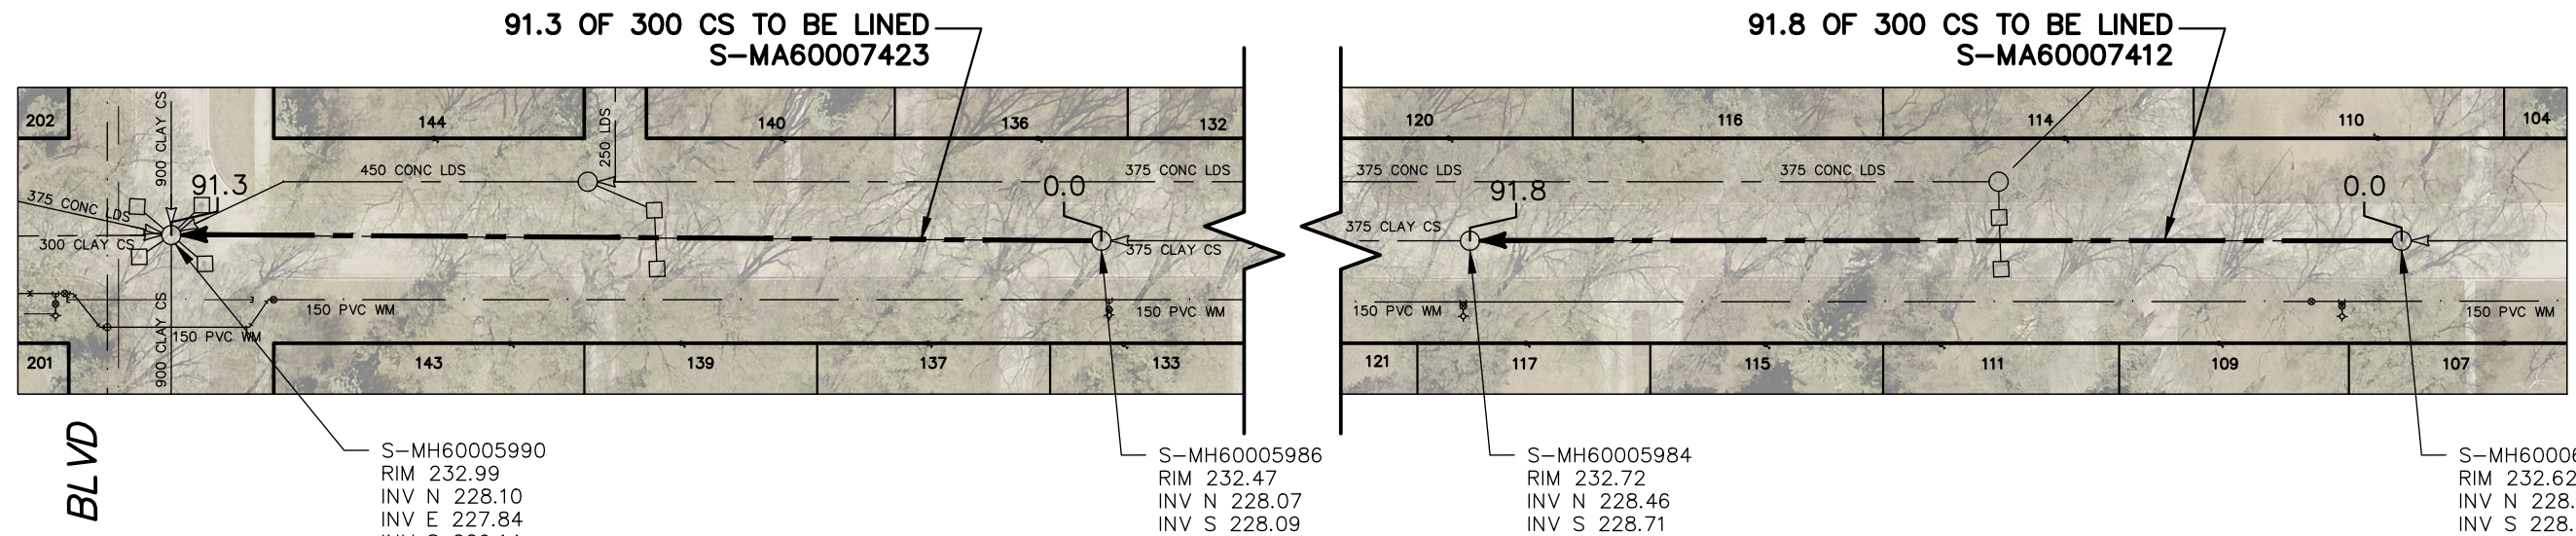 91.3 OF 300 CS TO BE LINED
S-MA60007423
91.8 OF 300 CS TO BE LINED
S-MA60007412
202
900 CLAY CS
144
250 LDS
140
136
132
120
116
114
110
104
450 CONC LDS
375 CONC LDS
375 CONC LDS
375 CONC LDS
91.3
0.0
91.8
0.0
375 CONC LDS
300 CLAY CS
375 CLAY CS
375 CLAY CS
900 CLAY CS
150 PVC WM
150 PVC WM
150 PVC WM
150 PVC WM
150 PVC WM
201
143
139
137
133
121
117
115
111
109
107
BLVD
S-MH60005990
RIM 232.99
INV N 228.10
INV E 227.84
S-MH60005986
RIM 232.47
INV N 228.07
INV S 228.09
S-MH60005984
RIM 232.72
INV N 228.46
INV S 228.71
S-MH60006
RIM 232.62
INV N 228.
INV S 228.